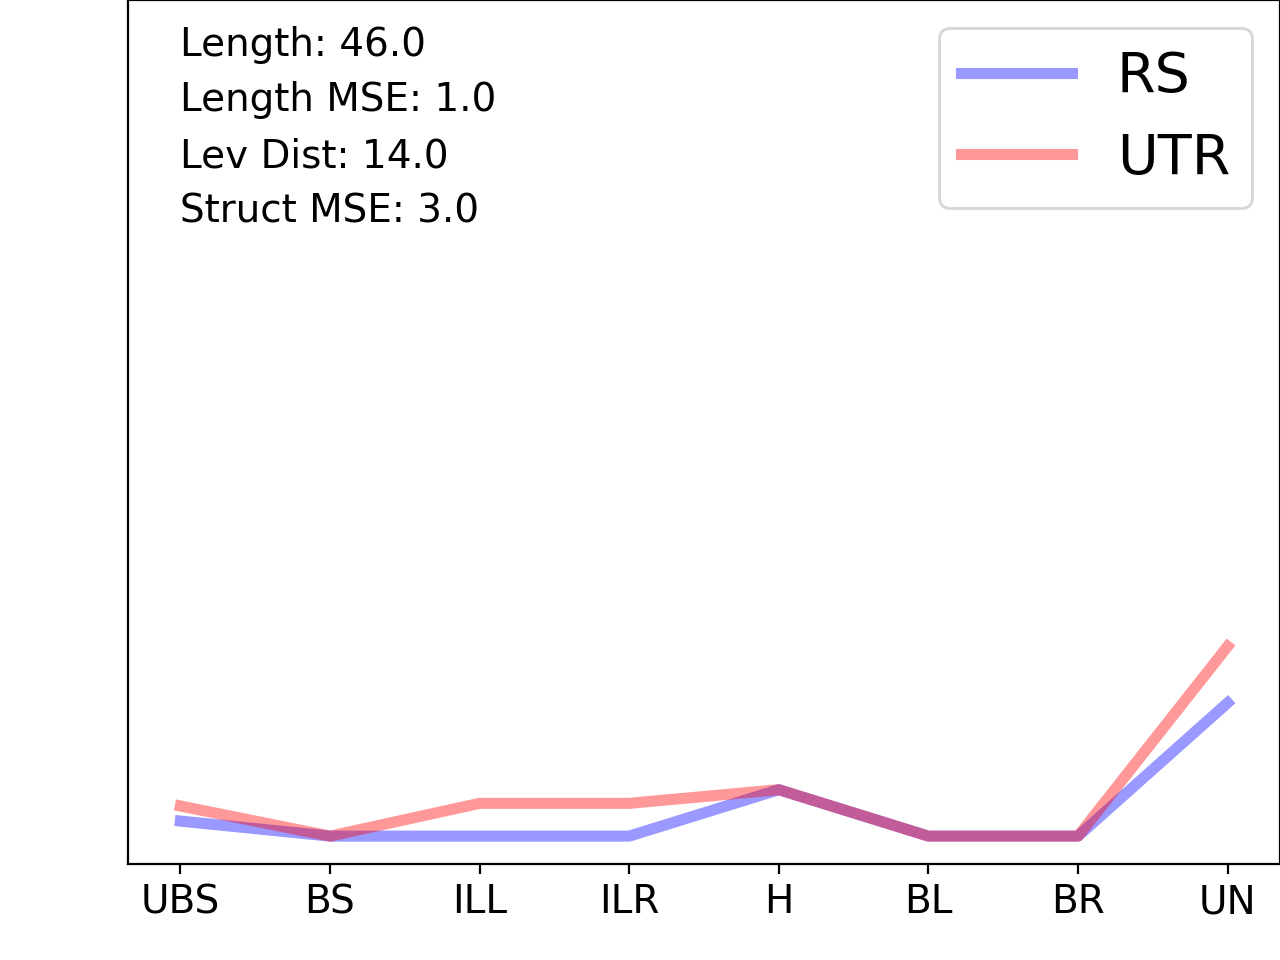 Length: 46.0
Length MSE: 1.0
Lev Dist: 14.0
Struct MSE: 3.0
RS
UTR
UBS BS ILL ILR H BL BR UN